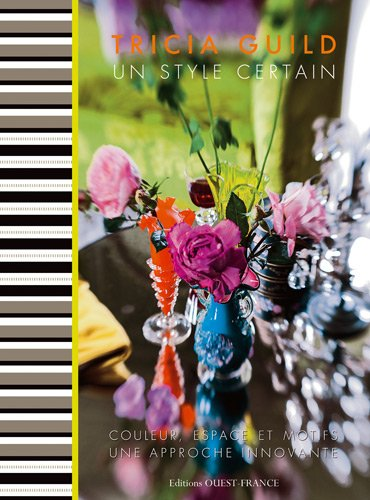 TRICIA GUILD
UN STYLE CERTAIN
COULEUR, ESPACE ET MOTIFS
UNE APPROCHE INNOVANTE
Editions OUEST-FRANCE